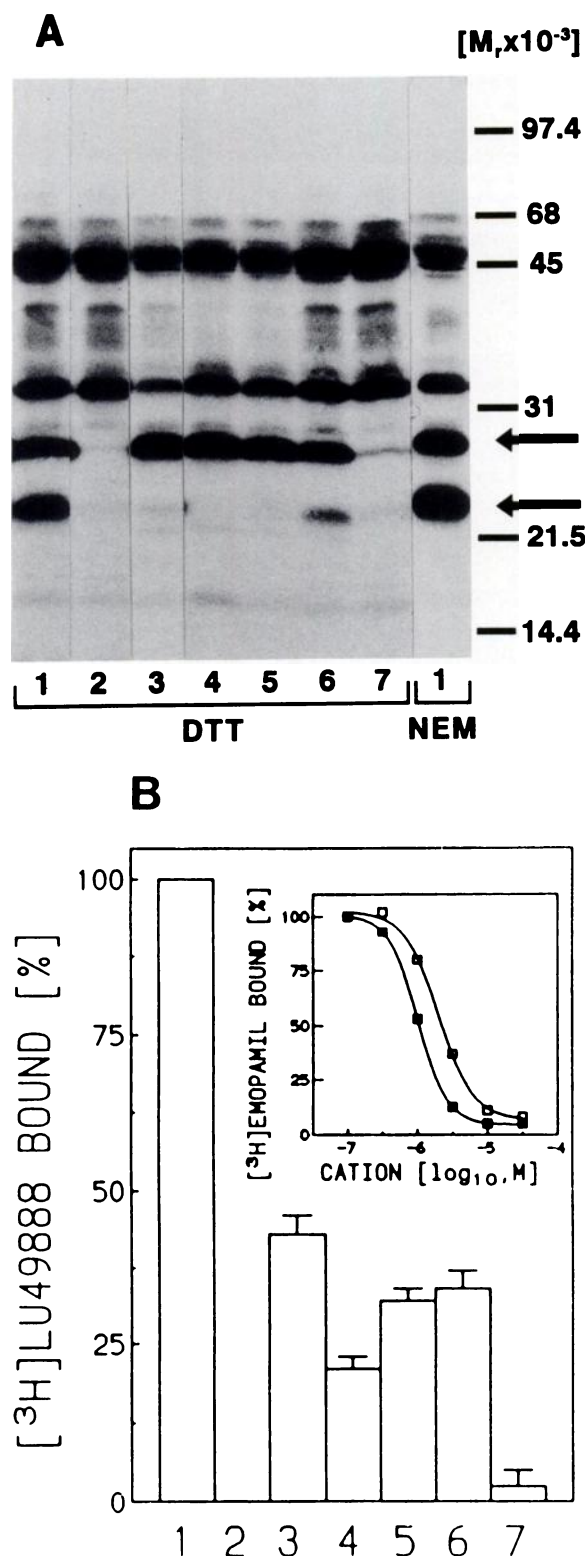 A
[Mᵣx10⁻³]
97.4
68
45
31
21.5
14.4
1 2 3 4 5 6 7 1
DTT NEM
B
[³H]LU49888 BOUND [%]
100
75
50
25
0
1 2 3 4 5 6 7
[³H]EMOPAMIL BOUND [%]
100
75
50
25
0
-7 -6 -5 -4
CATION [log₁₀,M]